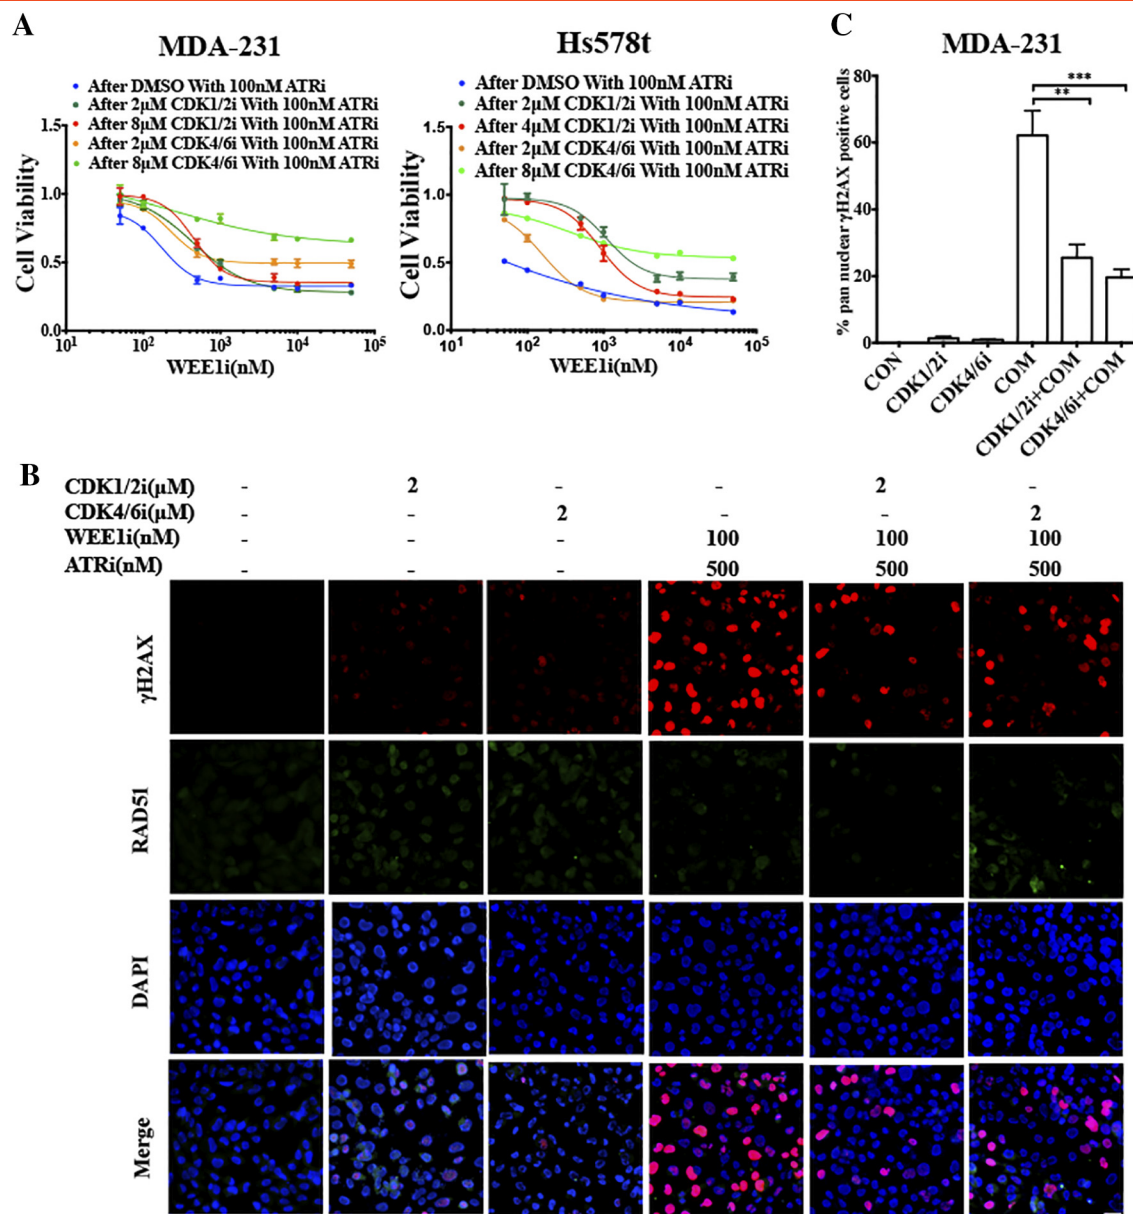 A
MDA-231
After DMSO With 100nM ATRi
After 2μM CDK1/2i With 100nM ATRi
After 8μM CDK1/2i With 100nM ATRi
After 2μM CDK4/6i With 100nM ATRi
After 8μM CDK4/6i With 100nM ATRi
Cell Viability
1.5
1.0
0.5
0.0
10¹ 10² 10³ 10⁴ 10⁵
WEE1i(nM)
Hs578t
After DMSO With 100nM ATRi
After 2μM CDK1/2i With 100nM ATRi
After 4μM CDK1/2i With 100nM ATRi
After 2μM CDK4/6i With 100nM ATRi
After 8μM CDK4/6i With 100nM ATRi
Cell Viability
1.5
1.0
0.5
0.0
10¹ 10² 10³ 10⁴ 10⁵
WEE1i(nM)
C
MDA-231
% pan nuclear γH2AX positive cells
80
60
40
20
0
***
**
CON
CDK1/2i
CDK4/6i
COM
CDK1/2i+COM
CDK4/6i+COM
B
CDK1/2i(μM) - 2 - - 2 -
CDK4/6i(μM) - - 2 - - 2
WEE1i(nM) - - - 100 100 100
ATRi(nM) - - - 500 500 500
γH2AX
RAD51
DAPI
Merge